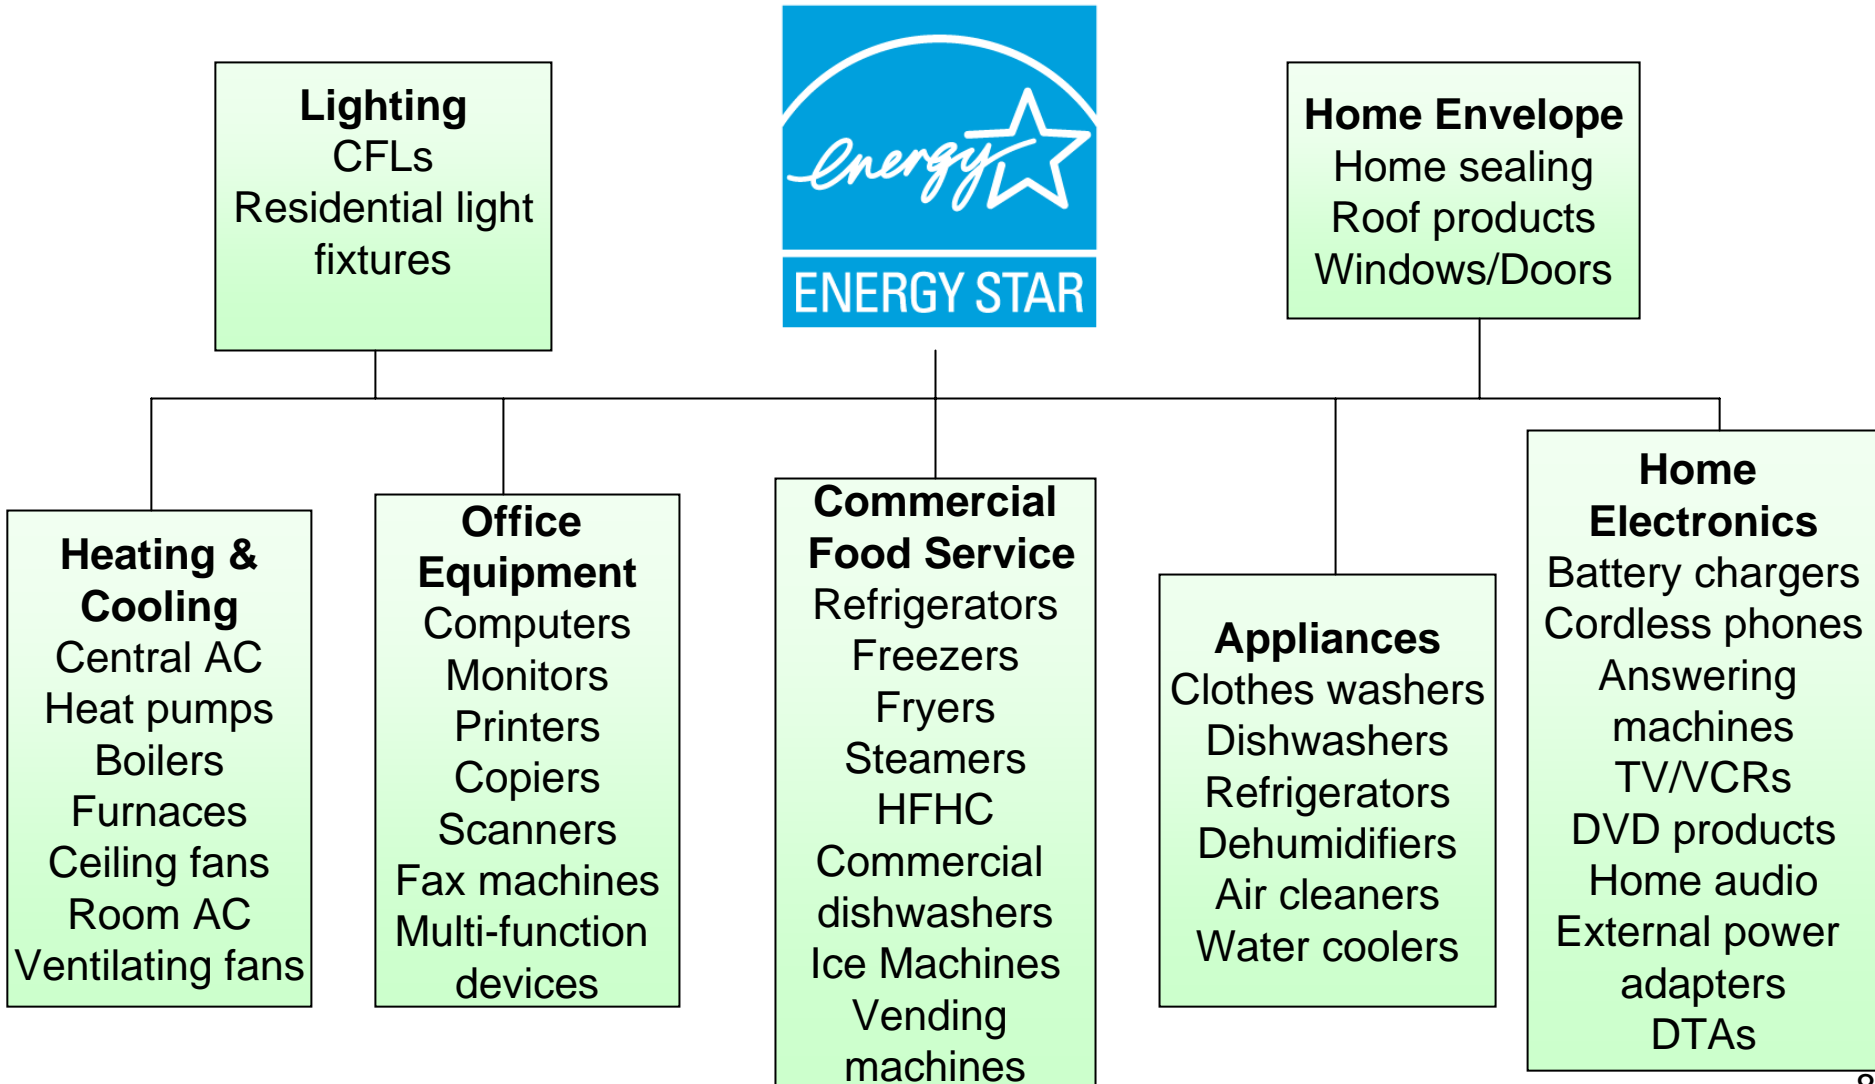 Lighting
CFLs
Residential light
fixtures
energy
ENERGY STAR
Home Envelope
Home sealing
Roof products
Windows/Doors
Heating &
Cooling
Central AC
Heat pumps
Boilers
Furnaces
Ceiling fans
Room AC
Ventilating fans
Office
Equipment
Computers
Monitors
Printers
Copiers
Scanners
Fax machines
Multi-function
devices
Commercial
Food Service
Refrigerators
Freezers
Fryers
Steamers
HFHC
Commercial
dishwashers
Ice Machines
Vending
machines
Appliances
Clothes washers
Dishwashers
Refrigerators
Dehumidifiers
Air cleaners
Water coolers
Home
Electronics
Battery chargers
Cordless phones
Answering
machines
TV/VCRs
DVD products
Home audio
External power
adapters
DTAs